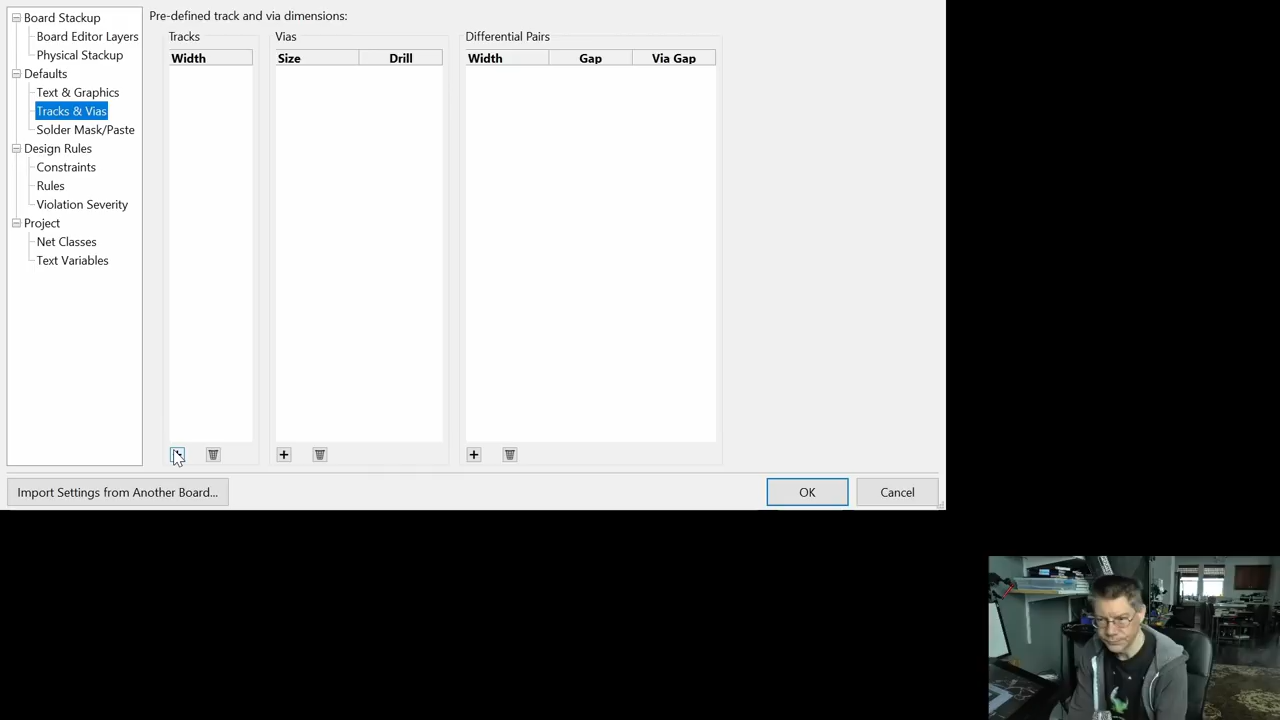 Board Stackup
Board Editor Layers
Physical Stackup
Defaults
Text & Graphics
Tracks & Vias
Solder Mask/Paste
Design Rules
Constraints
Rules
Violation Severity
Project
Net Classes
Text Variables
Pre-defined track and via dimensions:
Tracks
Width
Vias
Size Drill
Differential Pairs
Width Gap Via Gap
Import Settings from Another Board...
OK
Cancel